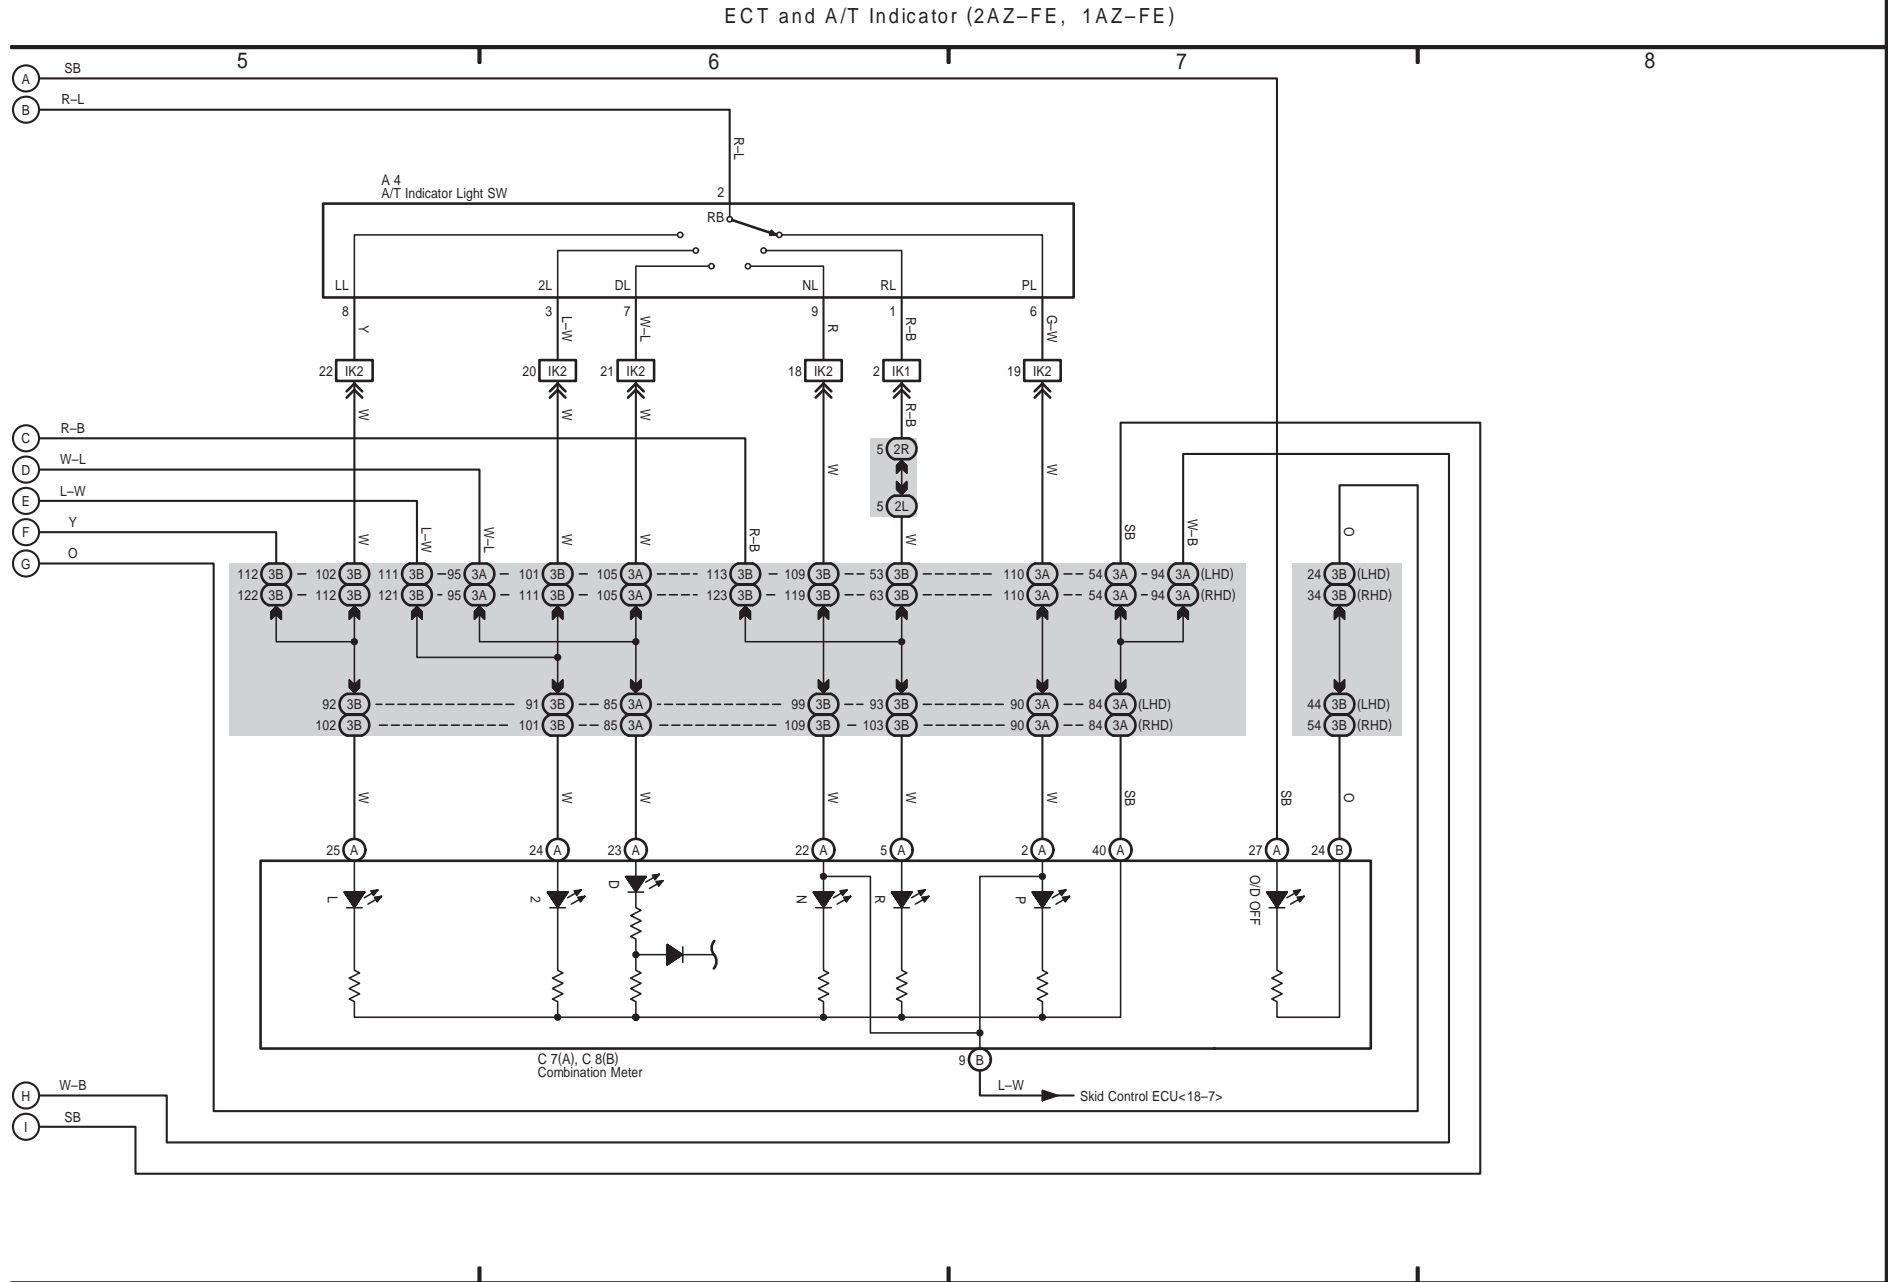 ECT and A/T Indicator (2AZ–FE, 1AZ–FE)
5 6 7 8
A SB
B R–L
R–L
A 4
A/T Indicator Light SW
2
RB
LL 2L DL NL RL PL
8 3 7 9 1 6
Y L–W W–L R R–B G–W
22 IK2 20 IK2 21 IK2 18 IK2 2 IK1 19 IK2
W W W R–B
C R–B
5 2R
D W–L
W W
E L–W
5 2L
F Y
W L–W W–L W W R–B W SB W–B O
G O
112 3B 102 3B 111 3B 95 3A 101 3B 105 3A 113 3B 109 3B 53 3B 110 3A 54 3A 94 3A (LHD) 24 3B (LHD)
122 3B 112 3B 121 3B 95 3A 111 3B 105 3A 123 3B 119 3B 63 3B 110 3A 54 3A 94 3A (RHD) 34 3B (RHD)
92 3B 91 3B 85 3A 99 3B 93 3B 90 3A 84 3A (LHD) 44 3B (LHD)
102 3B 101 3B 85 3A 109 3B 103 3B 90 3A 84 3A (RHD) 54 3B (RHD)
W W W W W W SB SB O
25 A 24 A 23 A 22 A 5 A 2 A 40 A 27 A 24 B
L 2 D N R P O/D OFF
C 7(A), C 8(B)
Combination Meter
9 B
L–W
Skid Control ECU<18–7>
H W–B
I SB